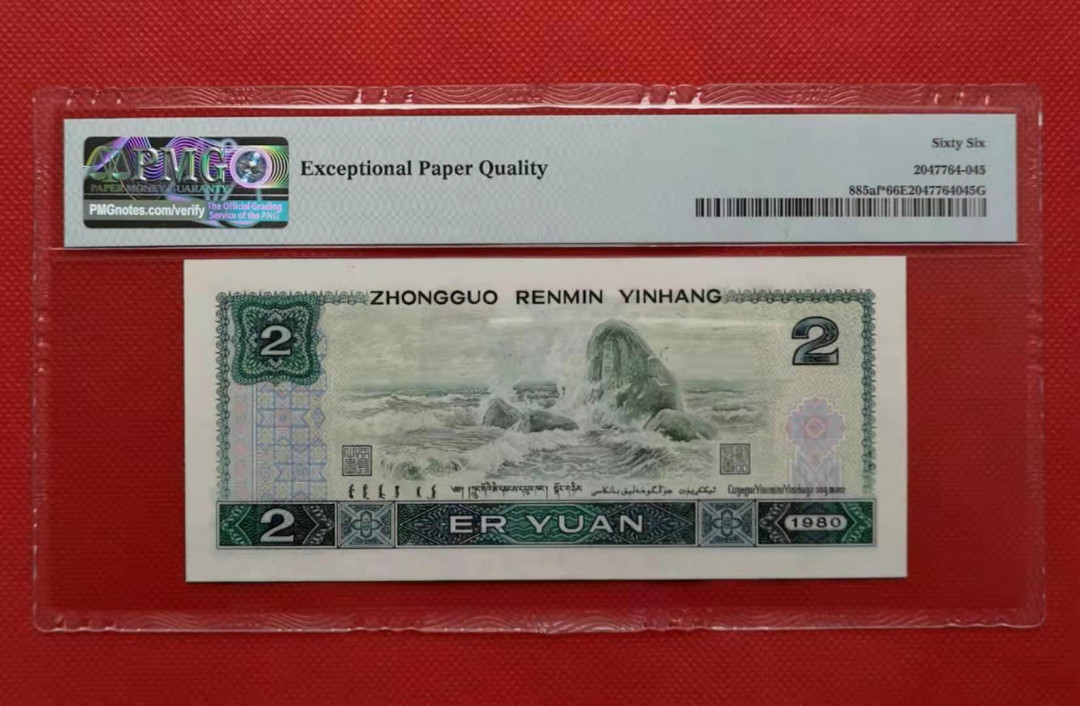 PMG
PAPER MONEY GUARANTY
PMGnotes.com/verify
The Official Grading
Service of the PNG
Exceptional Paper Quality
Sixty Six
2047764-045
885af*66E2047764045G
ZHONGGUO RENMIN YINHANG
2
2
2 ER YUAN 1980